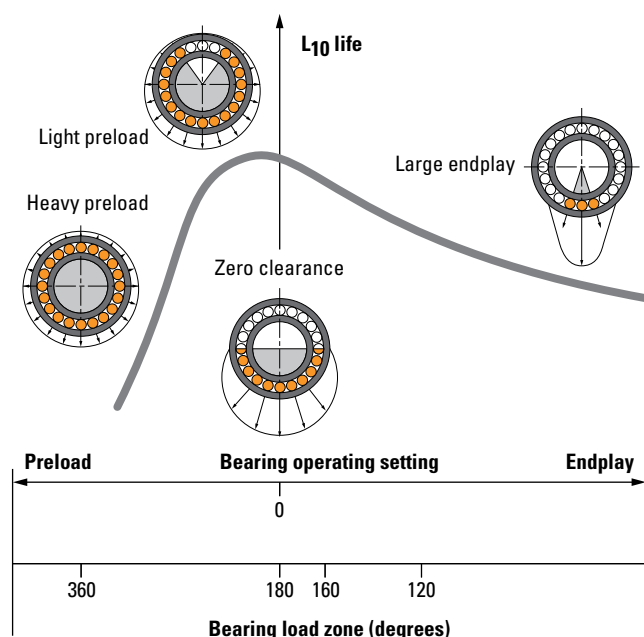 L10 life
Light preload
Large endplay
Heavy preload
Zero clearance
Preload
Bearing operating setting
Endplay
0
360
180
160
120
Bearing load zone (degrees)